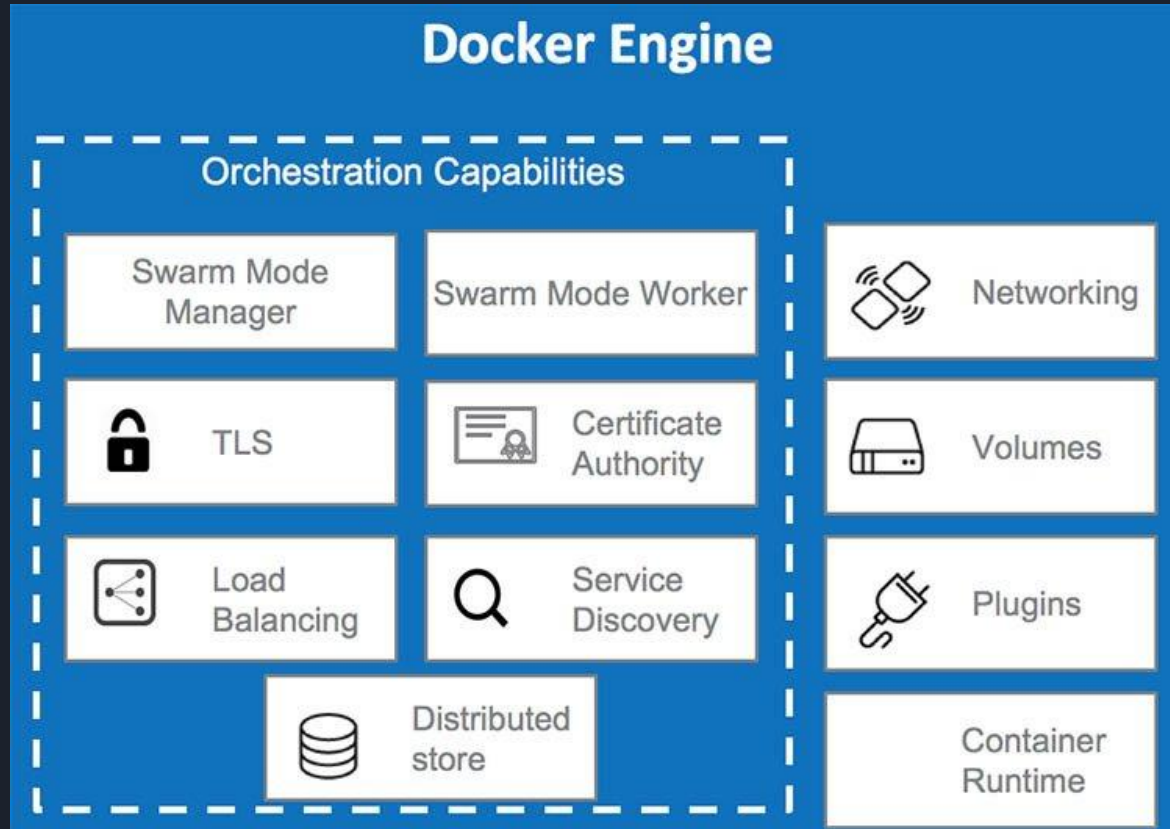 Docker Engine
Orchestration Capabilities
Swarm Mode
Manager
Swarm Mode Worker
Networking
TLS
Certificate
Authority
Volumes
Load
Balancing
Service
Discovery
Plugins
Distributed
store
Container
Runtime